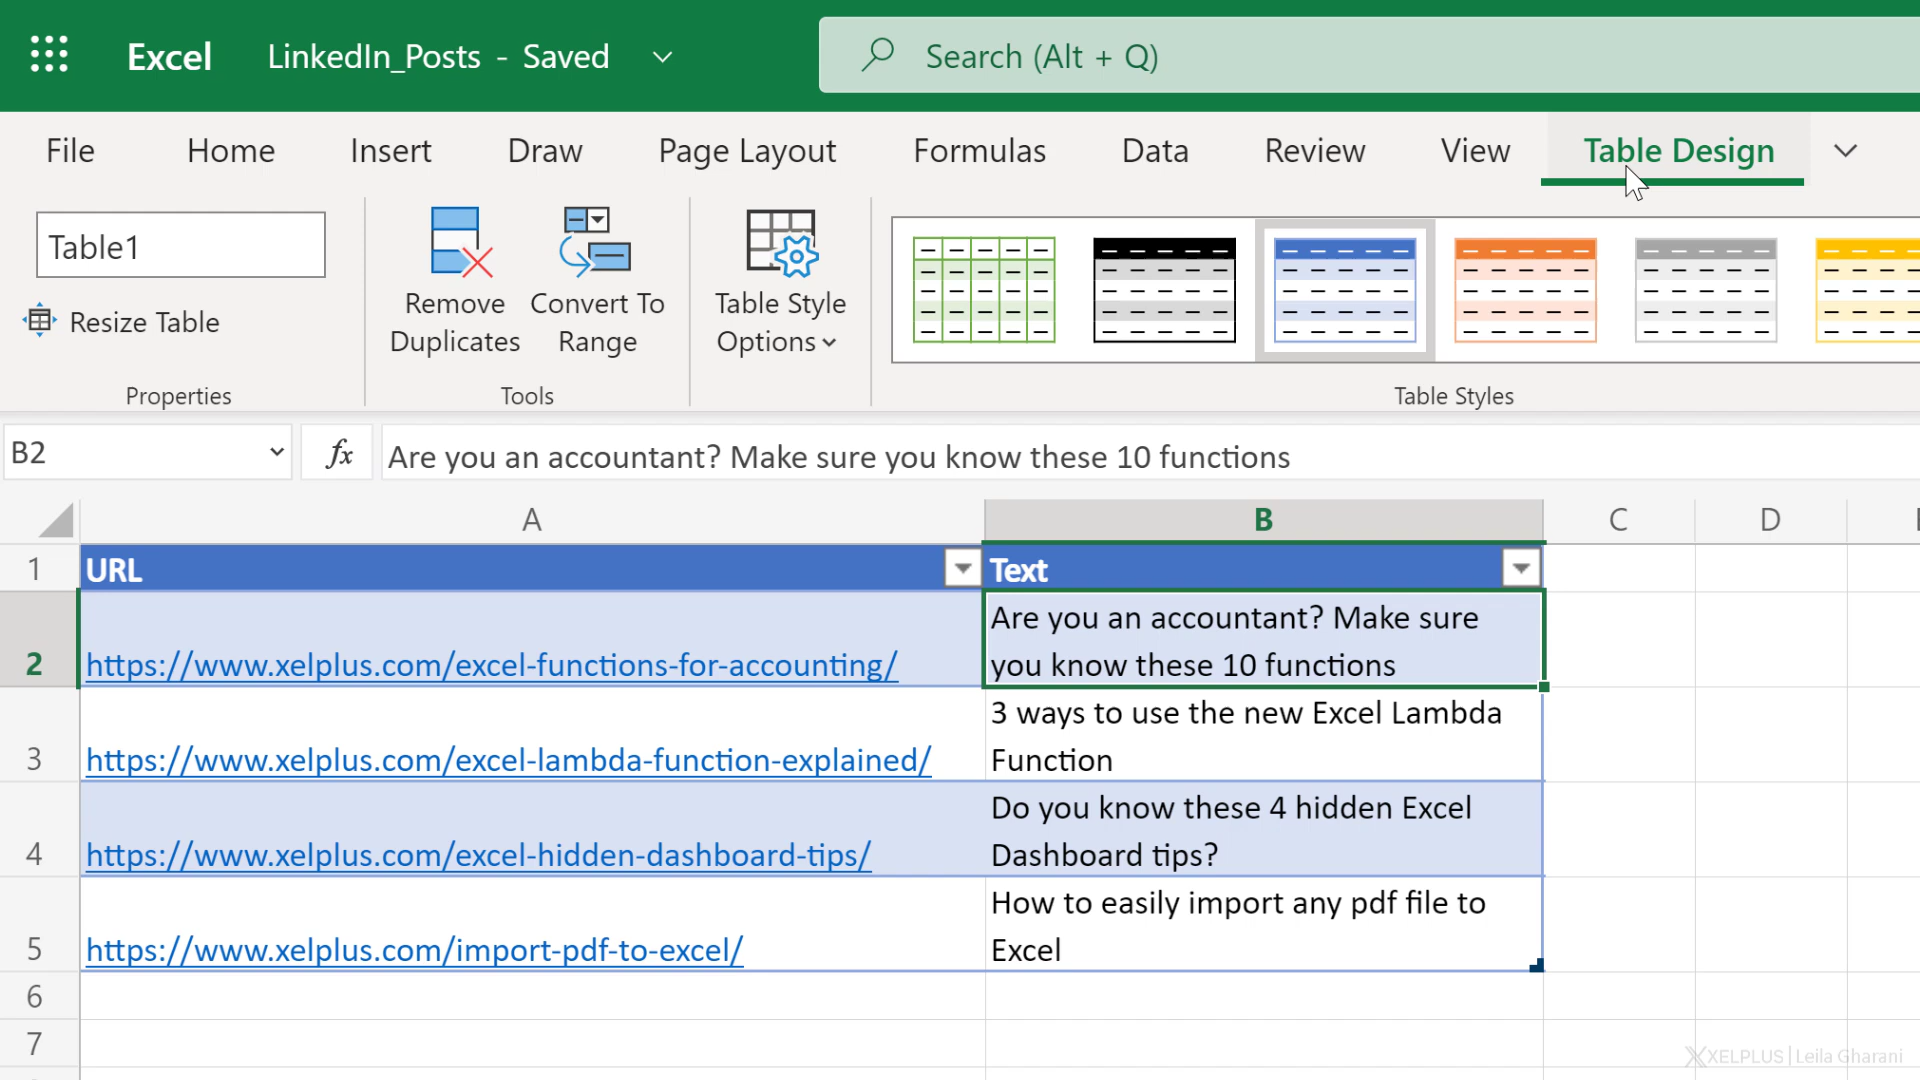 Excel LinkedIn_Posts - Saved Search (Alt + Q)
File Home Insert Draw Page Layout Formulas Data Review View Table Design
Table1
Resize Table
Properties
Remove
Duplicates
Convert To
Range
Tools
Table Style
Options
Table Styles
B2 fx Are you an accountant? Make sure you know these 10 functions
A B C D
1 URL Text
2 https://www.xelplus.com/excel-functions-for-accounting/ Are you an accountant? Make sure
you know these 10 functions
3 https://www.xelplus.com/excel-lambda-function-explained/ 3 ways to use the new Excel Lambda
Function
4 https://www.xelplus.com/excel-hidden-dashboard-tips/ Do you know these 4 hidden Excel
Dashboard tips?
5 https://www.xelplus.com/import-pdf-to-excel/ How to easily import any pdf file to
Excel
6
7
XELPLUS | Leila Gharani